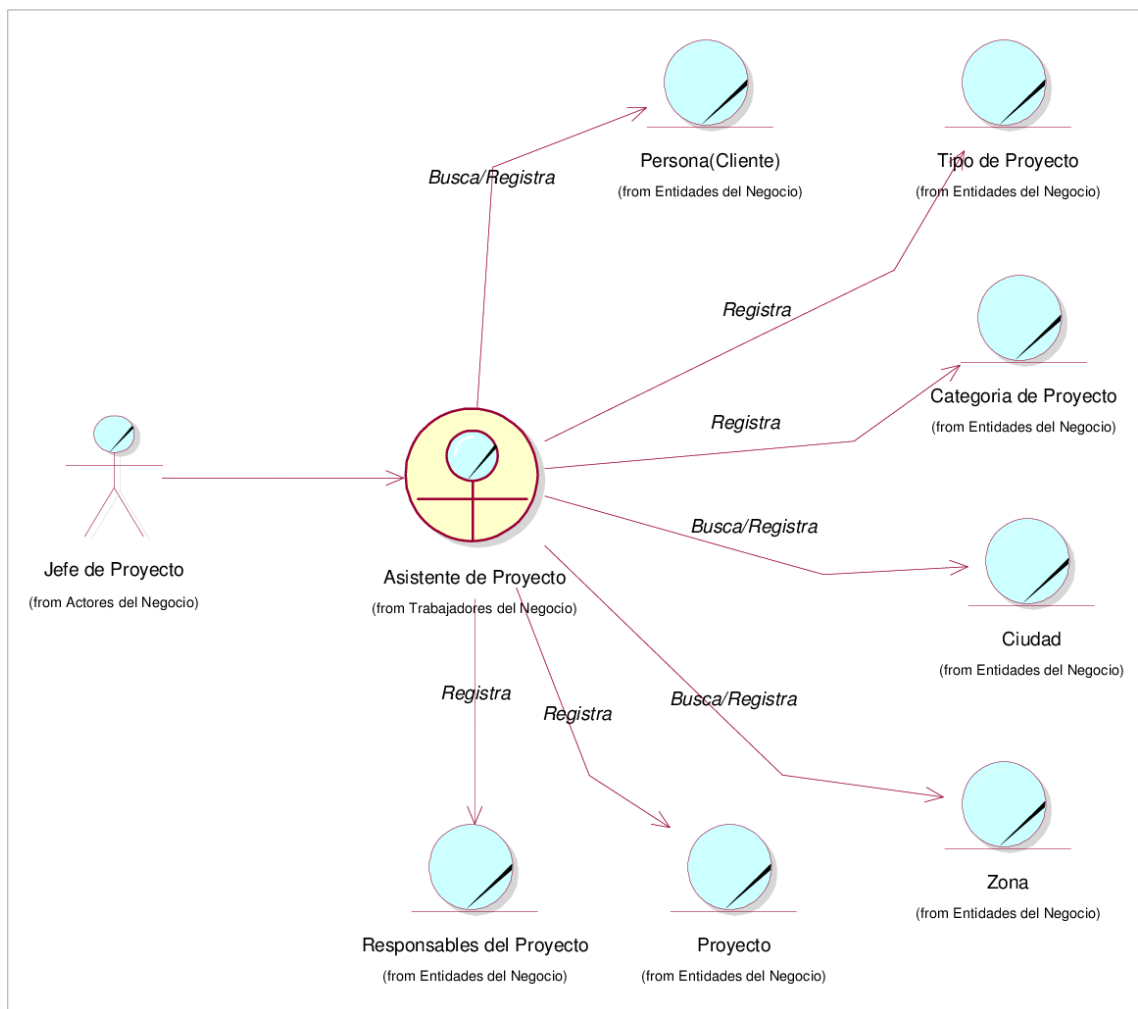 Persona(Cliente)
(from Entidades del Negocio)
Tipo de Proyecto
(from Entidades del Negocio)
Busca/Registra
Registra
Categoria de Proyecto
(from Entidades del Negocio)
Registra
Jefe de Proyecto
(from Actores del Negocio)
Asistente de Proyecto
(from Trabajadores del Negocio)
Busca/Registra
Ciudad
(from Entidades del Negocio)
Registra
Registra
Busca/Registra
Zona
(from Entidades del Negocio)
Responsables del Proyecto
(from Entidades del Negocio)
Proyecto
(from Entidades del Negocio)